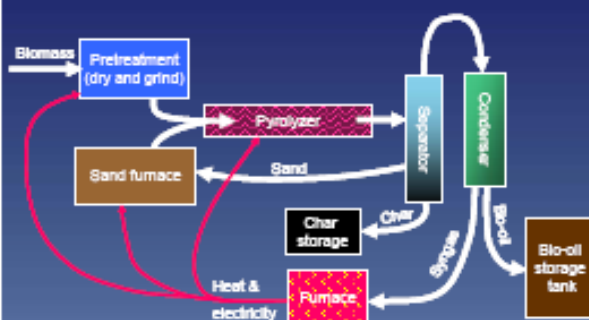 Biomass
Pretreatment
(dry and grind)
Pyrolyzer
Separator
Condenser
Sand furnace
Sand
Char
storage
Char
Syngas
Bio-oil
Bio-oil
storage
tank
Heat &
electricity
Furnace